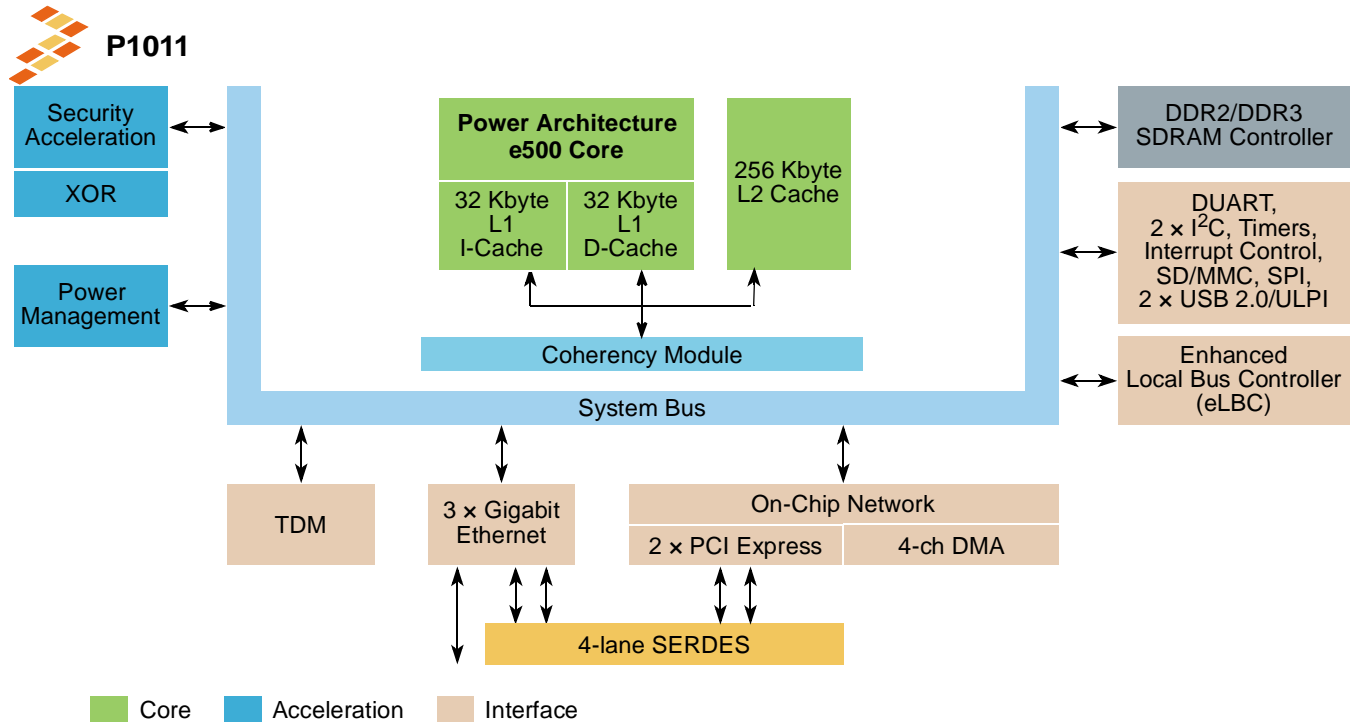 P1011
Security
Acceleration
XOR
Power
Management
Power Architecture
e500 Core
32 Kbyte
L1
I-Cache
32 Kbyte
L1
D-Cache
256 Kbyte
L2 Cache
Coherency Module
System Bus
DDR2/DDR3
SDRAM Controller
DUART,
2 × I²C, Timers,
Interrupt Control,
SD/MMC, SPI,
2 × USB 2.0/ULPI
Enhanced
Local Bus Controller
(eLBC)
TDM
3 × Gigabit
Ethernet
On-Chip Network
2 × PCI Express
4-ch DMA
4-lane SERDES
Core
Acceleration
Interface